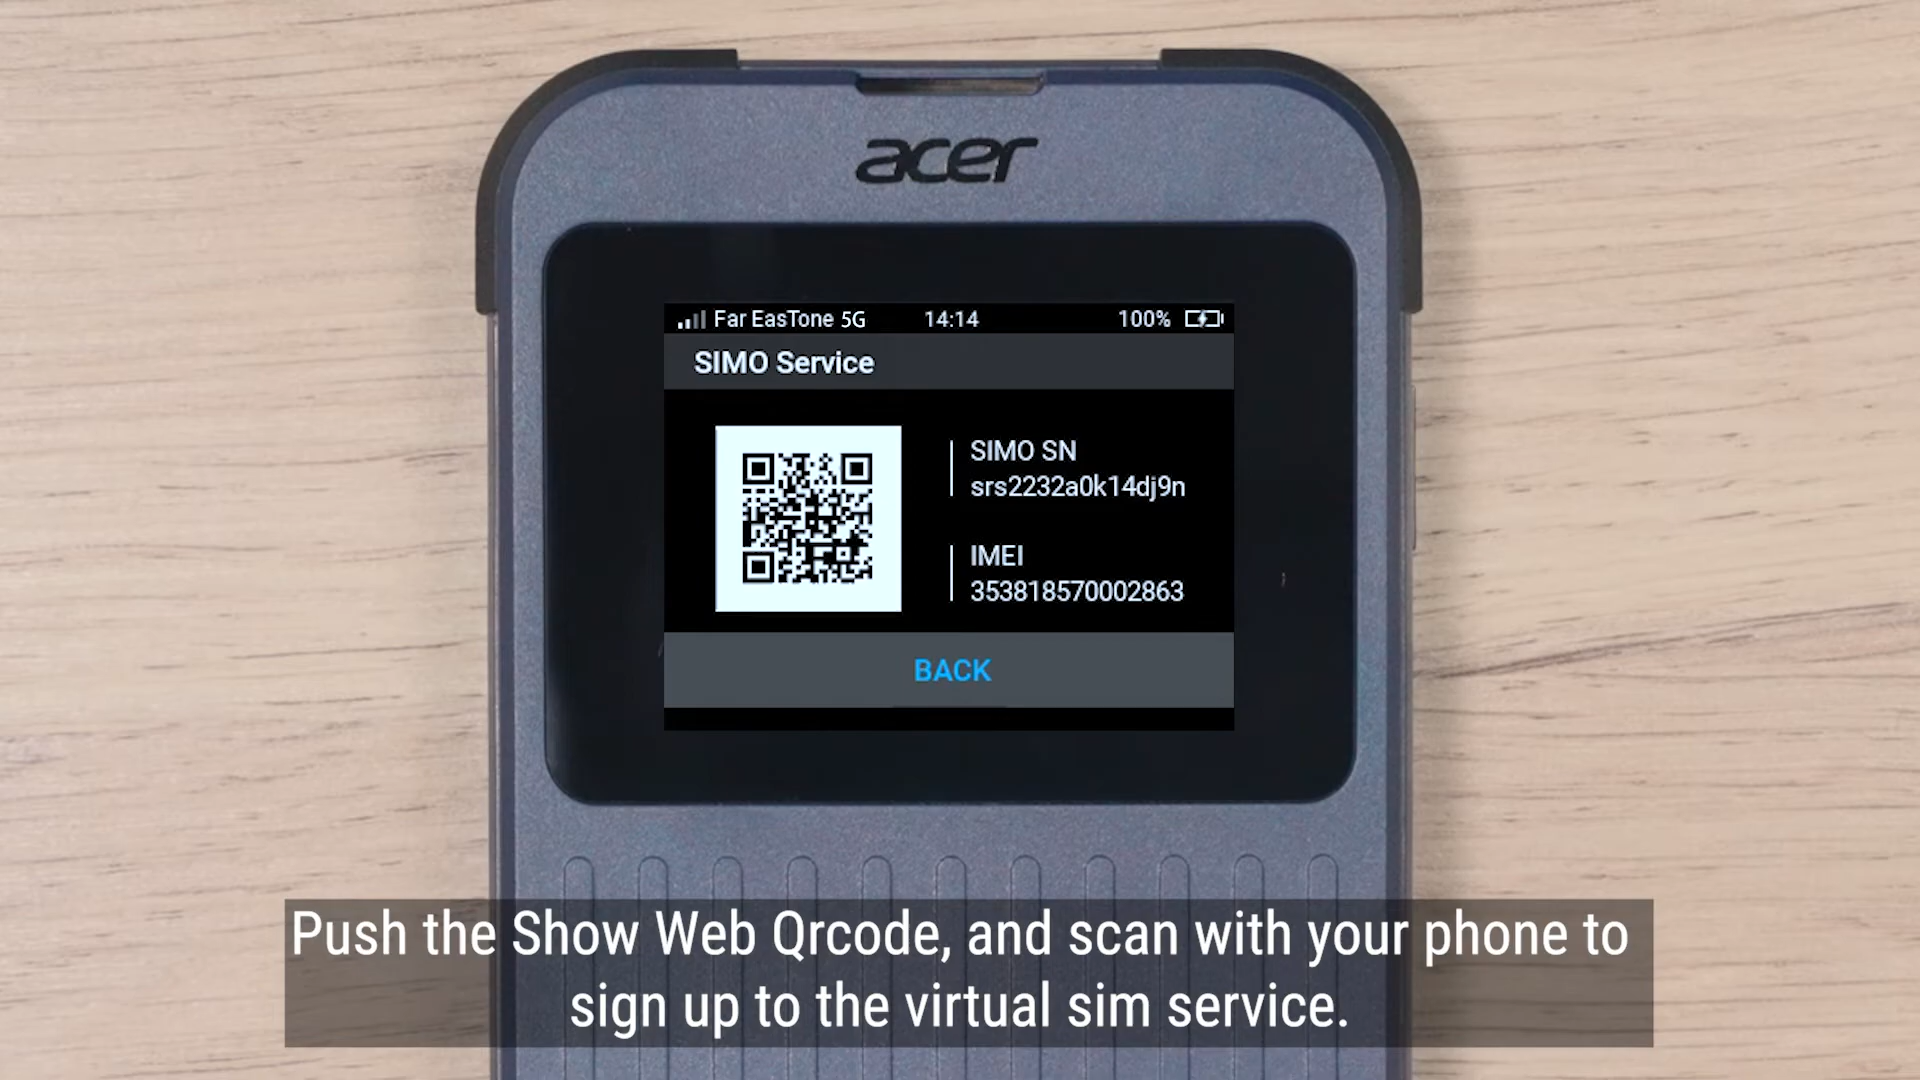 acer
Far EasTone 5G 14:14 100%
SIMO Service
SIMO SN
srs2232a0k14dj9n
IMEI
353818570002863
BACK
Push the Show Web Qrcode, and scan with your phone to
sign up to the virtual sim service.